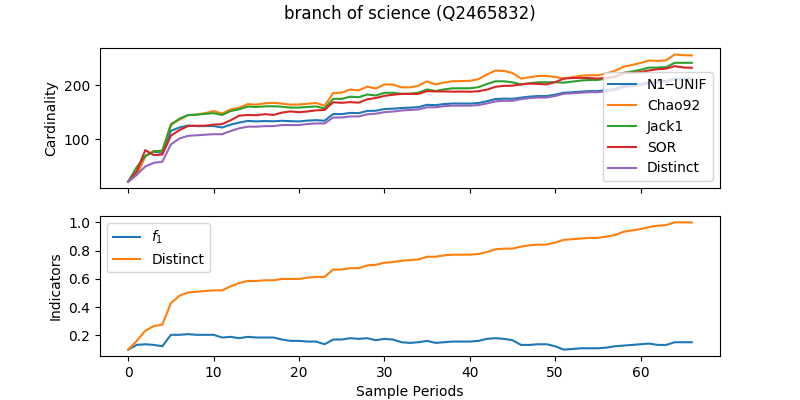 branch of science (Q2465832)
Cardinality
200
100
N1−UNIF
Chao92
Jack1
SOR
Distinct
Indicators
1.0
0.8
0.6
0.4
0.2
f₁
Distinct
0 10 20 30 40 50 60
Sample Periods